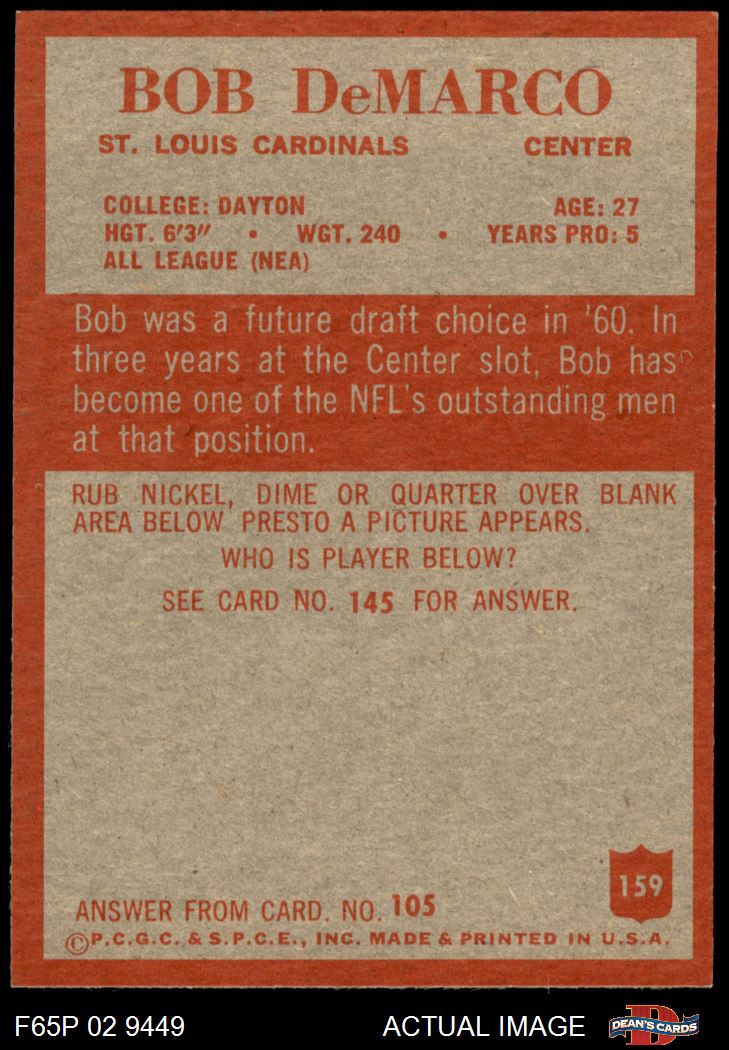 BOB DeMARCO
ST. LOUIS CARDINALS CENTER
COLLEGE: DAYTON AGE: 27
HGT. 6'3" • WGT. 240 • YEARS PRO: 5
ALL LEAGUE (NEA)
Bob was a future draft choice in '60. In
three years at the Center slot, Bob has
become one of the NFL's outstanding men
at that position.
RUB NICKEL, DIME OR QUARTER OVER BLANK
AREA BELOW PRESTO A PICTURE APPEARS.
WHO IS PLAYER BELOW?
SEE CARD NO. 145 FOR ANSWER.
159
ANSWER FROM CARD. NO. 105
©P.C.G.C. & S.P.C.E., INC. MADE & PRINTED IN U.S.A.
F65P 02 9449 ACTUAL IMAGE DEAN'S CARDS